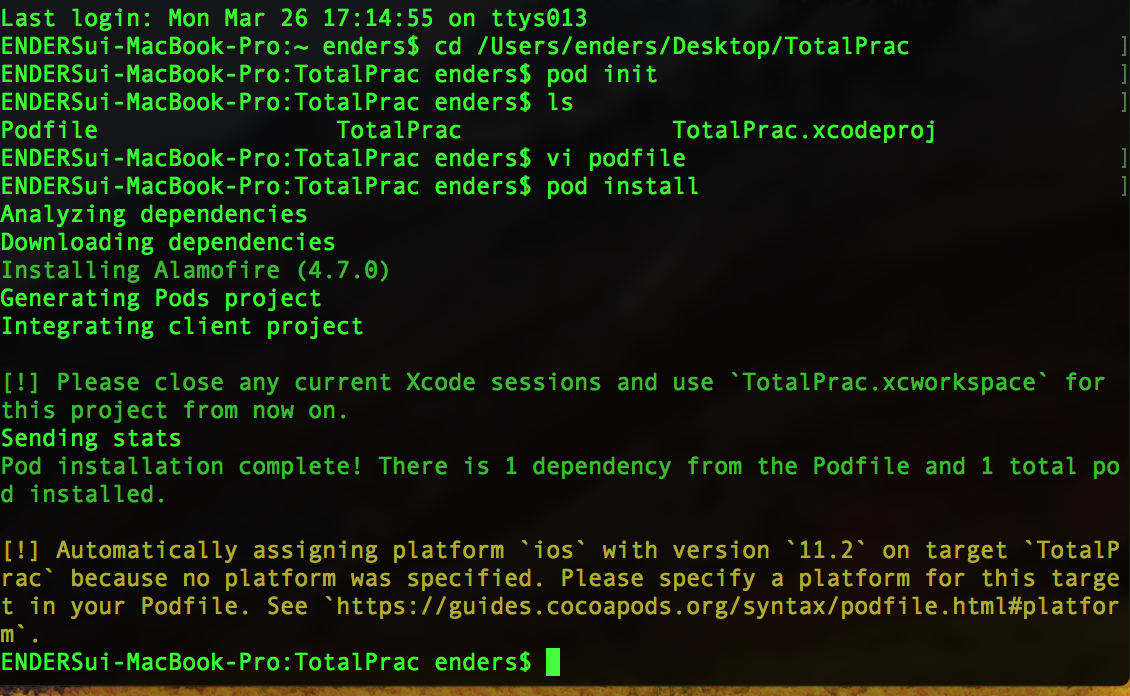 Last login: Mon Mar 26 17:14:55 on ttys013
ENDERSui-MacBook-Pro:~ enders$ cd /Users/enders/Desktop/TotalPrac ]
ENDERSui-MacBook-Pro:TotalPrac enders$ pod init ]
ENDERSui-MacBook-Pro:TotalPrac enders$ ls ]
Podfile TotalPrac TotalPrac.xcodeproj
ENDERSui-MacBook-Pro:TotalPrac enders$ vi podfile ]
ENDERSui-MacBook-Pro:TotalPrac enders$ pod install ]
Analyzing dependencies
Downloading dependencies
Installing Alamofire (4.7.0)
Generating Pods project
Integrating client project
[!] Please close any current Xcode sessions and use `TotalPrac.xcworkspace` for
this project from now on.
Sending stats
Pod installation complete! There is 1 dependency from the Podfile and 1 total po
d installed.
[!] Automatically assigning platform `ios` with version `11.2` on target `TotalP
rac` because no platform was specified. Please specify a platform for this targe
t in your Podfile. See `https://guides.cocoapods.org/syntax/podfile.html#platfor
m`.
ENDERSui-MacBook-Pro:TotalPrac enders$